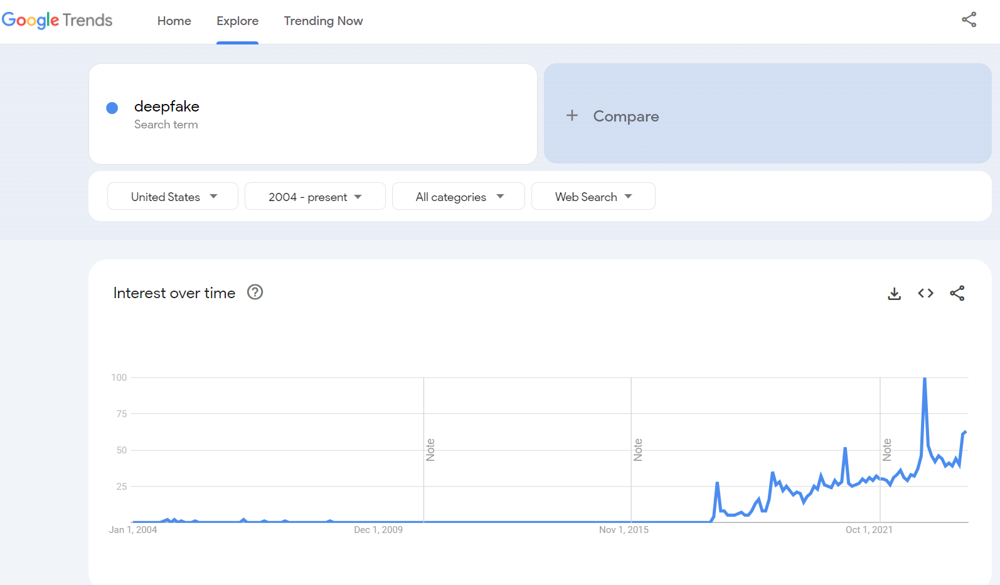 Google Trends Home Explore Trending Now
deepfake
Search term
+ Compare
United States 2004 - present All categories Web Search
Interest over time ?
100
75
50
25
Note Note Note
Jan 1, 2004 Dec 1, 2009 Nov 1, 2015 Oct 1, 2021